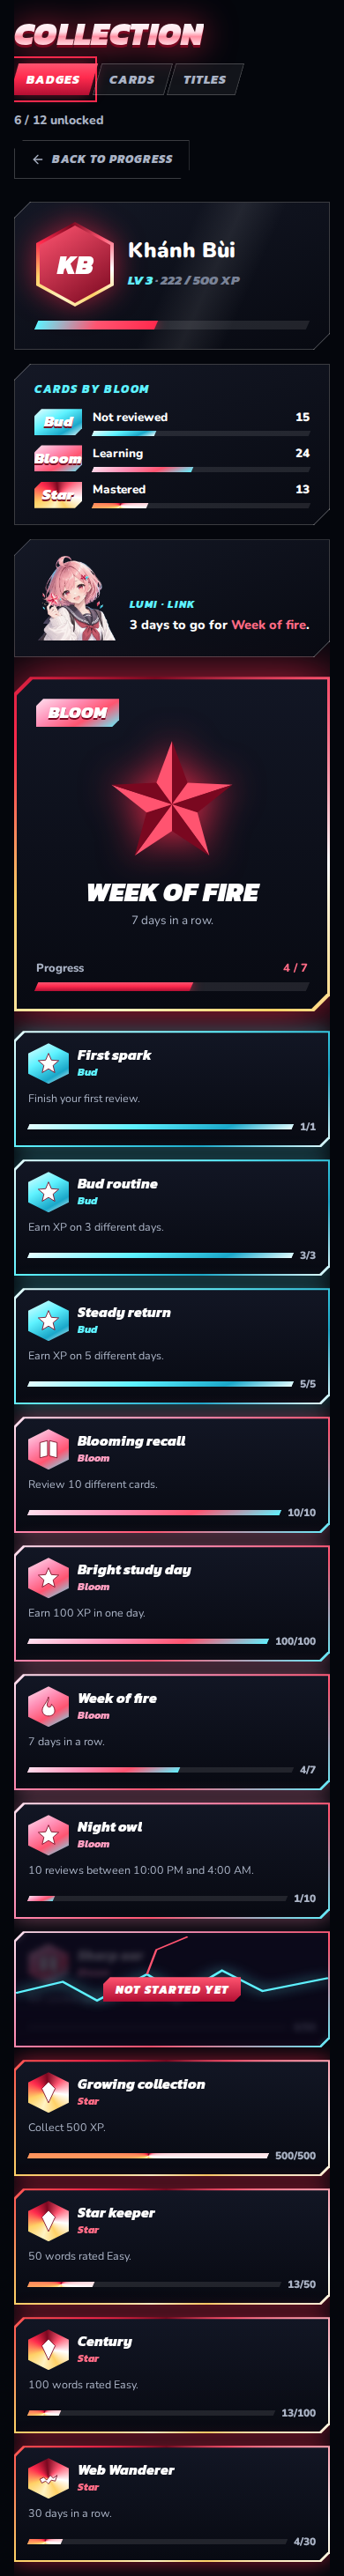 COLLECTION
BADGES CARDS TITLES
6 / 12 unlocked
← BACK TO PROGRESS
KB
Khánh Bùi
LV 3 · 222 / 500 XP
CARDS BY BLOOM
Bud Not reviewed 15
Bloom Learning 24
Star Mastered 13
LUMI · LINK
3 days to go for Week of fire.
BLOOM
WEEK OF FIRE
7 days in a row.
Progress 4 / 7
First spark
Bud
Finish your first review.
1/1
Bud routine
Bud
Earn XP on 3 different days.
3/3
Steady return
Bud
Earn XP on 5 different days.
5/5
Blooming recall
Bloom
Review 10 different cards.
10/10
Bright study day
Bloom
Earn 100 XP in one day.
100/100
Week of fire
Bloom
7 days in a row.
4/7
Night owl
Bloom
10 reviews between 10:00 PM and 4:00 AM.
1/10
NOT STARTED YET
Growing collection
Star
Collect 500 XP.
500/500
Star keeper
Star
50 words rated Easy.
13/50
Century
Star
100 words rated Easy.
13/100
Web Wanderer
Star
30 days in a row.
4/30